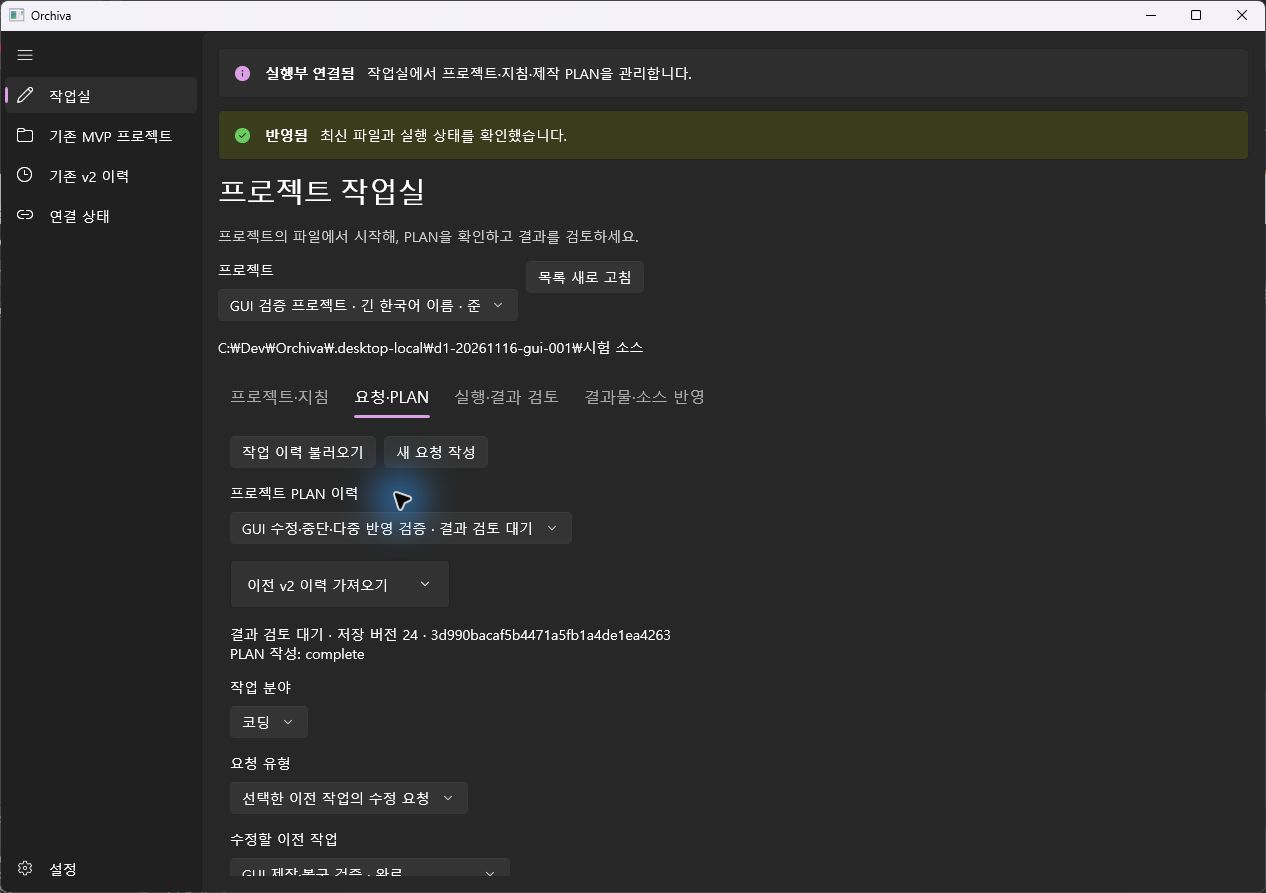 Orchiva
작업실
기존 MVP 프로젝트
기존 v2 이력
연결 상태
설정
실행부 연결됨 작업실에서 프로젝트·지침·제작 PLAN을 관리합니다.
반영됨 최신 파일과 실행 상태를 확인했습니다.
프로젝트 작업실
프로젝트의 파일에서 시작해, PLAN을 확인하고 결과를 검토하세요.
프로젝트
목록 새로 고침
GUI 검증 프로젝트 · 긴 한국어 이름 · 준
C:₩Dev₩Orchiva₩.desktop-local₩d1-20261116-gui-001₩시험 소스
프로젝트·지침 요청·PLAN 실행·결과 검토 결과물·소스 반영
작업 이력 불러오기 새 요청 작성
프로젝트 PLAN 이력
GUI 수정·중단·다중 반영 검증 · 결과 검토 대기
이전 v2 이력 가져오기
결과 검토 대기 · 저장 버전 24 · 3d990bacaf5b4471a5fb1a4de1ea4263
PLAN 작성: complete
작업 분야
코딩
요청 유형
선택한 이전 작업의 수정 요청
수정할 이전 작업
GUI 제작·복구 검증 · 완료